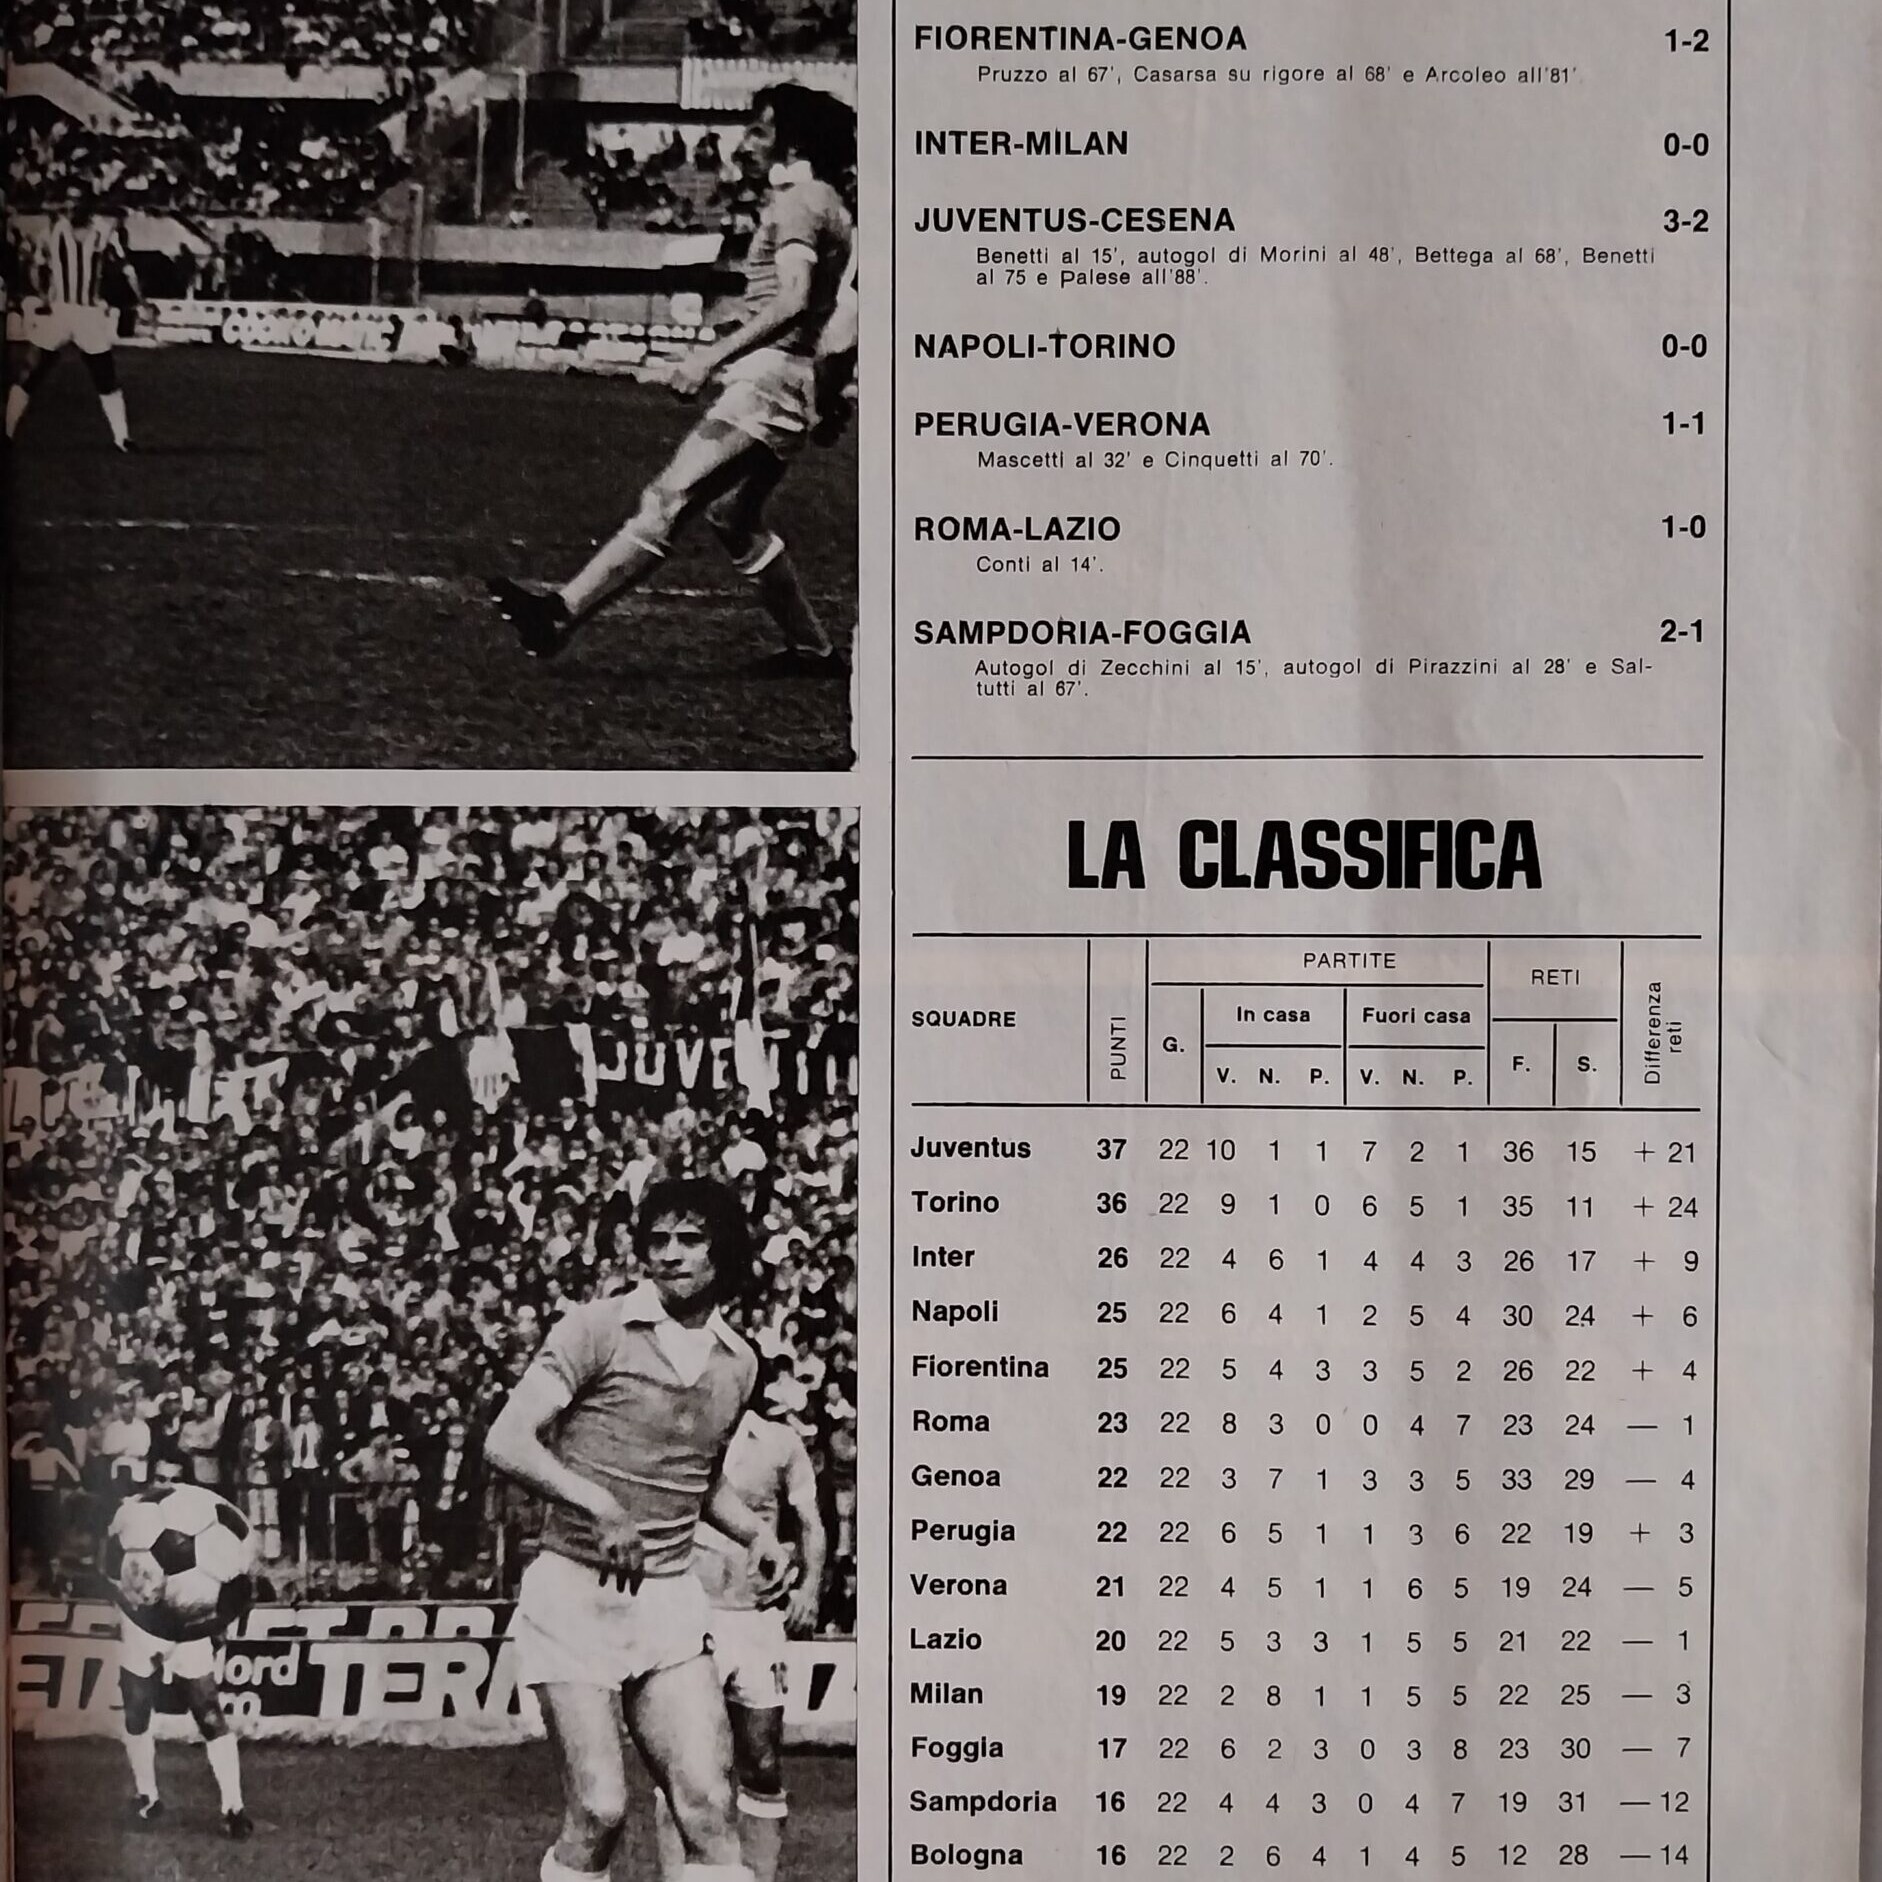 FIORENTINA-GENOA 1-2
Pruzzo al 67', Casarsa su rigore al 68' e Arcoleo all'81'
INTER-MILAN 0-0
JUVENTUS-CESENA 3-2
Benetti al 15', autogol di Morini al 48', Bettega al 68', Benetti
al 75 e Palese all'88'.
NAPOLI-TORINO 0-0
PERUGIA-VERONA 1-1
Mascetti al 32' e Cinquetti al 70'.
ROMA-LAZIO 1-0
Conti al 14'.
SAMPDORIA-FOGGIA 2-1
Autogol di Zecchini al 15', autogol di Pirazzini al 28' e Sal-
tutti al 67'.
LA CLASSIFICA
SQUADRE PUNTI PARTITE RETI Differenza reti
G. In casa Fuori casa F. S.
V. N. P. V. N. P.
Juventus 37 22 10 1 1 7 2 1 36 15 + 21
Torino 36 22 9 1 0 6 5 1 35 11 + 24
Inter 26 22 4 6 1 4 4 3 26 17 + 9
Napoli 25 22 6 4 1 2 5 4 30 24 + 6
Fiorentina 25 22 5 4 3 3 5 2 26 22 + 4
Roma 23 22 8 3 0 0 4 7 23 24 — 1
Genoa 22 22 3 7 1 3 3 5 33 29 — 4
Perugia 22 22 6 5 1 1 3 6 22 19 + 3
Verona 21 22 4 5 1 1 6 5 19 24 — 5
Lazio 20 22 5 3 3 1 5 5 21 22 — 1
Milan 19 22 2 8 1 1 5 5 22 25 — 3
Foggia 17 22 6 2 3 0 3 8 23 30 — 7
Sampdoria 16 22 4 4 3 0 4 7 19 31 — 12
Bologna 16 22 2 6 4 1 4 5 12 28 — 14
JUVENTU
TERA